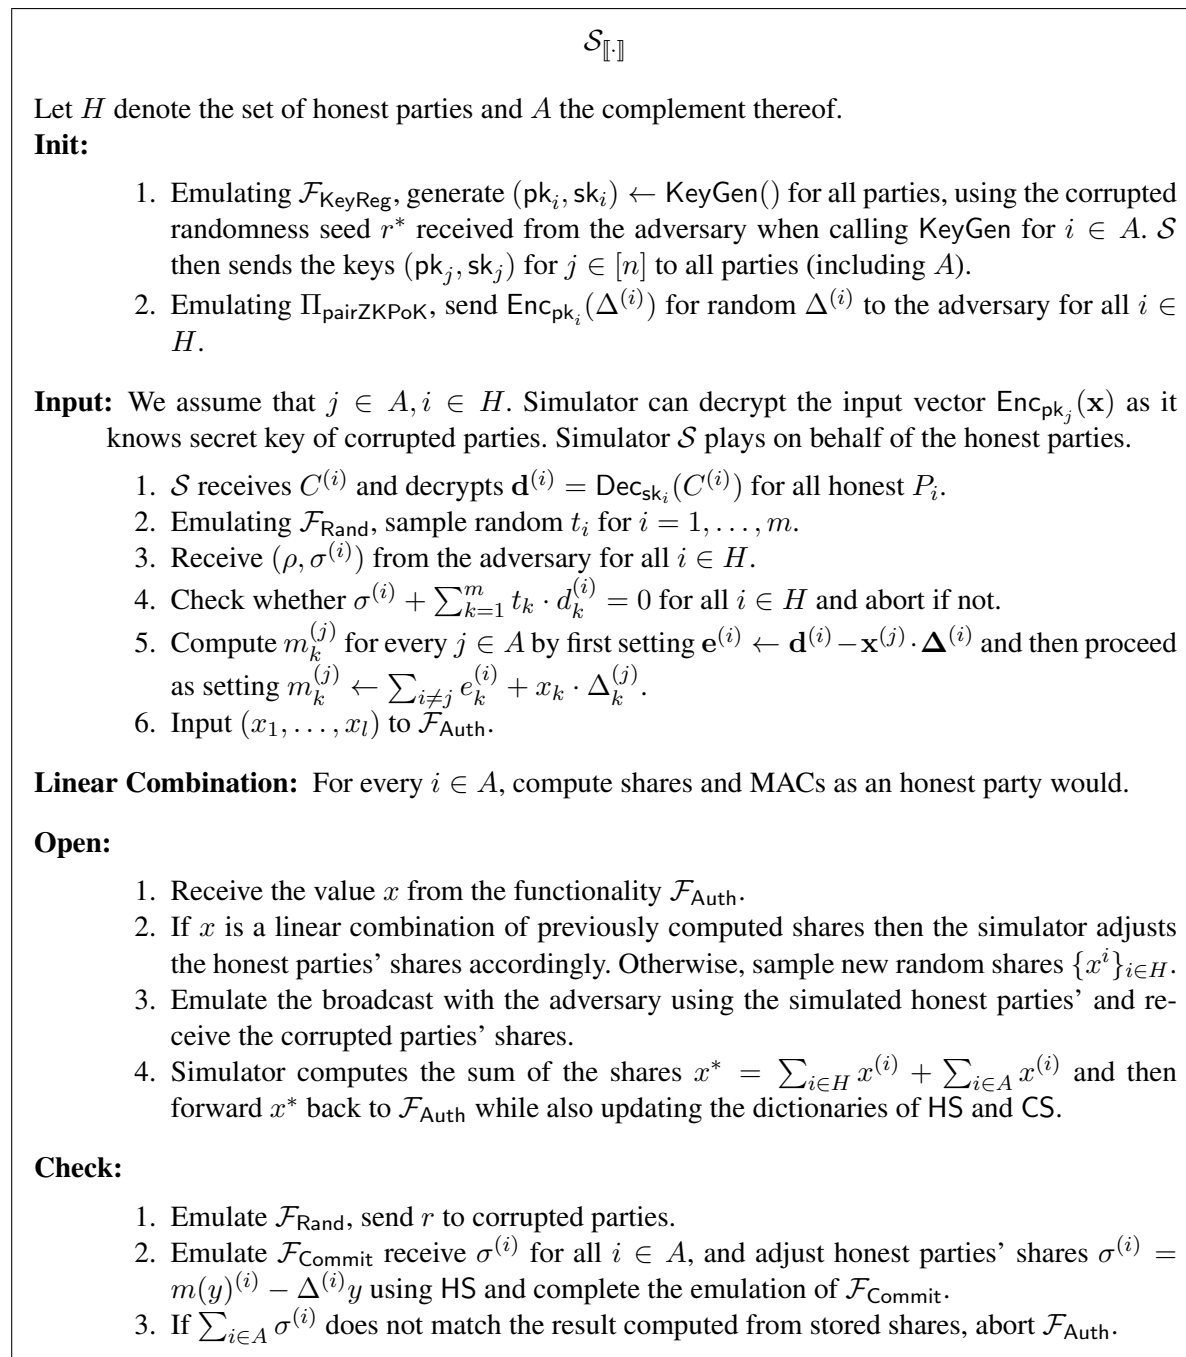 𝒮_{⟦·⟧}
Let H denote the set of honest parties and A the complement thereof.
Init:
1. Emulating ℱ_KeyReg, generate (pk_i, sk_i) ← KeyGen() for all parties, using the corrupted
randomness seed r* received from the adversary when calling KeyGen for i ∈ A. 𝒮
then sends the keys (pk_j, sk_j) for j ∈ [n] to all parties (including A).
2. Emulating Π_pairZKPoK, send Enc_{pk_i}(Δ^{(i)}) for random Δ^{(i)} to the adversary for all i ∈
H.
Input: We assume that j ∈ A, i ∈ H. Simulator can decrypt the input vector Enc_{pk_j}(𝐱) as it
knows secret key of corrupted parties. Simulator 𝒮 plays on behalf of the honest parties.
1. 𝒮 receives C^{(i)} and decrypts 𝐝^{(i)} = Dec_{sk_i}(C^{(i)}) for all honest P_i.
2. Emulating ℱ_Rand, sample random t_i for i = 1, . . . , m.
3. Receive (ρ, σ^{(i)}) from the adversary for all i ∈ H.
4. Check whether σ^{(i)} + ∑_{k=1}^{m} t_k · d_k^{(i)} = 0 for all i ∈ H and abort if not.
5. Compute m_k^{(j)} for every j ∈ A by first setting 𝐞^{(i)} ← 𝐝^{(i)} − 𝐱^{(j)} · 𝚫^{(i)} and then proceed
as setting m_k^{(j)} ← ∑_{i≠j} e_k^{(i)} + x_k · Δ_k^{(j)}.
6. Input (x_1, . . . , x_l) to ℱ_Auth.
Linear Combination: For every i ∈ A, compute shares and MACs as an honest party would.
Open:
1. Receive the value x from the functionality ℱ_Auth.
2. If x is a linear combination of previously computed shares then the simulator adjusts
the honest parties' shares accordingly. Otherwise, sample new random shares {x^i}_{i∈H}.
3. Emulate the broadcast with the adversary using the simulated honest parties' and re-
ceive the corrupted parties' shares.
4. Simulator computes the sum of the shares x* = ∑_{i∈H} x^{(i)} + ∑_{i∈A} x^{(i)} and then
forward x* back to ℱ_Auth while also updating the dictionaries of HS and CS.
Check:
1. Emulate ℱ_Rand, send r to corrupted parties.
2. Emulate ℱ_Commit receive σ^{(i)} for all i ∈ A, and adjust honest parties' shares σ^{(i)} =
m(y)^{(i)} − Δ^{(i)}y using HS and complete the emulation of ℱ_Commit.
3. If ∑_{i∈A} σ^{(i)} does not match the result computed from stored shares, abort ℱ_Auth.